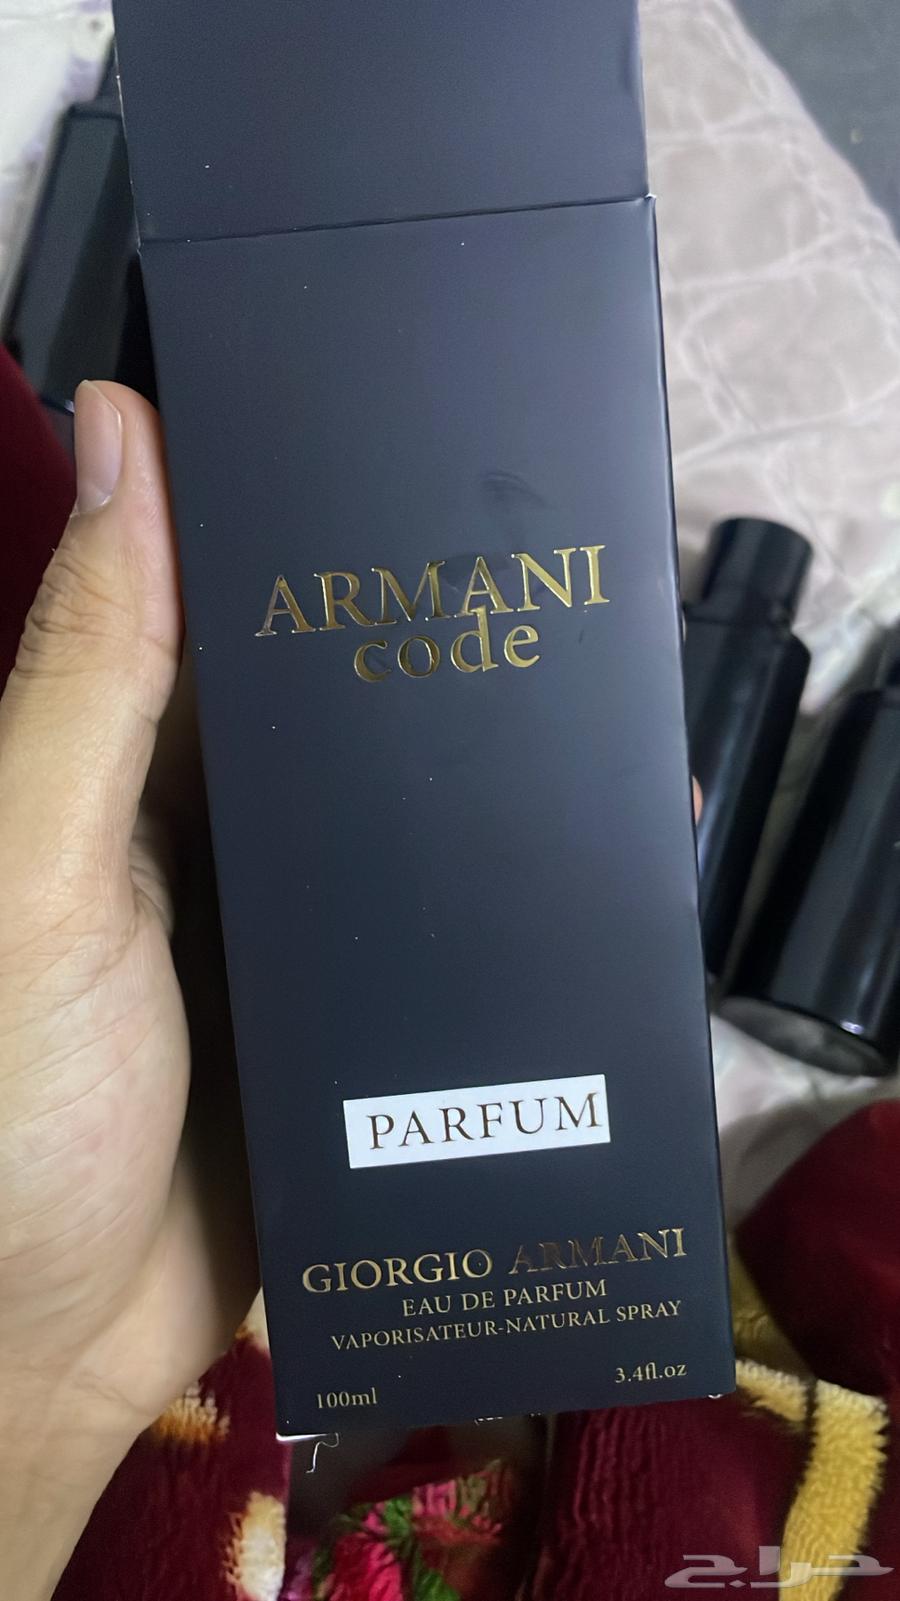 ARMANI
code
PARFUM
GIORGIO ARMANI
EAU DE PARFUM
VAPORISATEUR-NATURAL SPRAY
100ml 3.4fl.oz
حراج